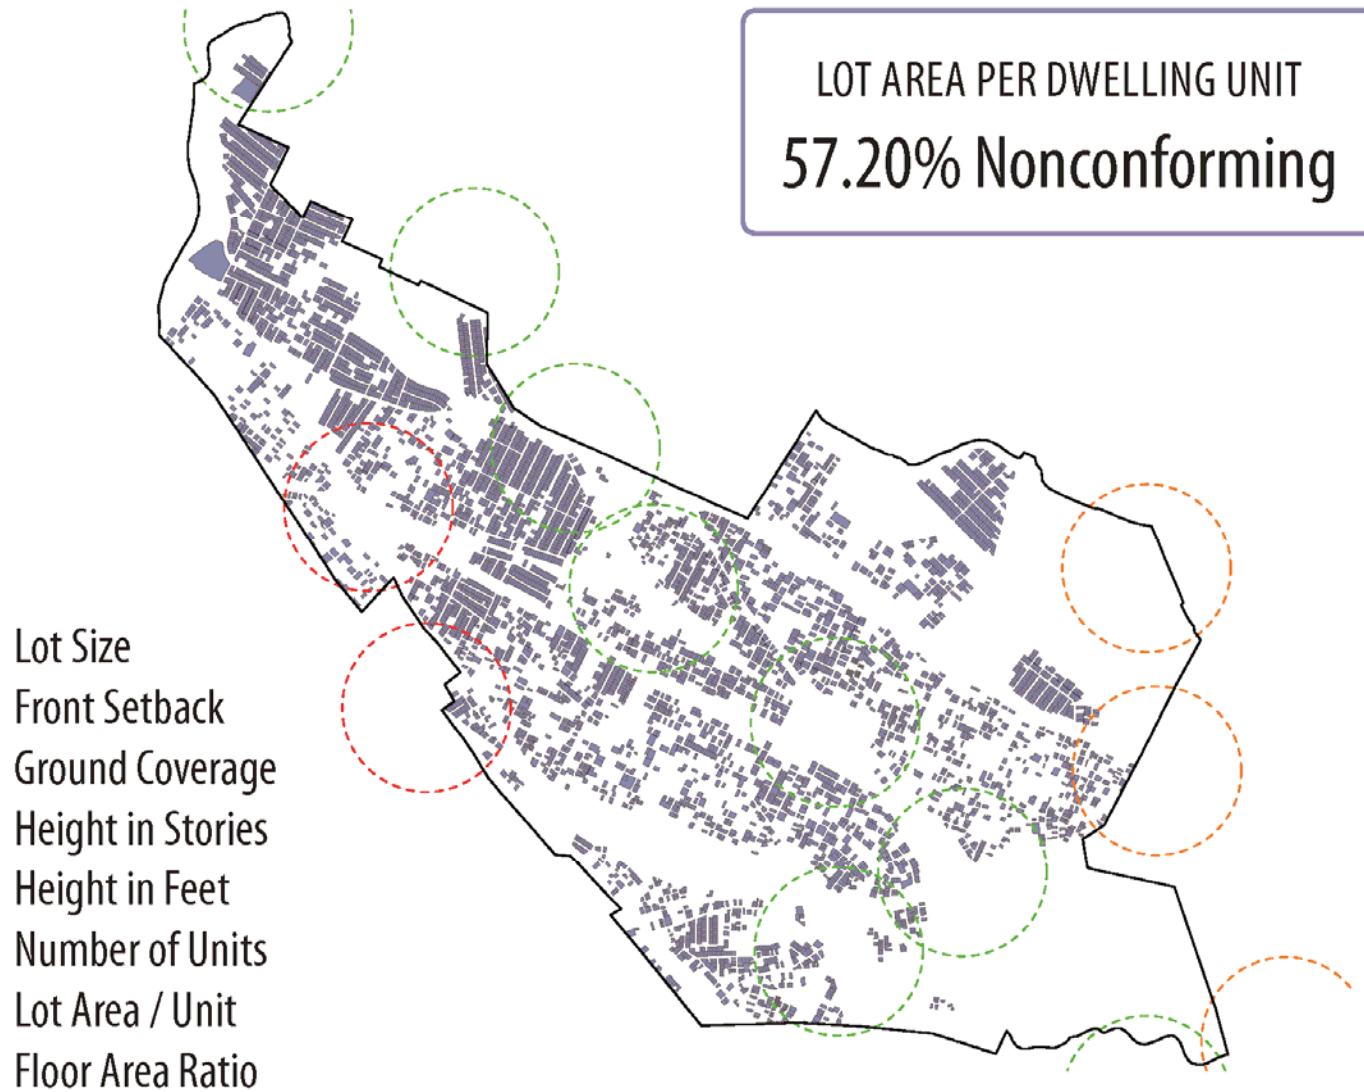 LOT AREA PER DWELLING UNIT
57.20% Nonconforming
Lot Size
Front Setback
Ground Coverage
Height in Stories
Height in Feet
Number of Units
Lot Area / Unit
Floor Area Ratio